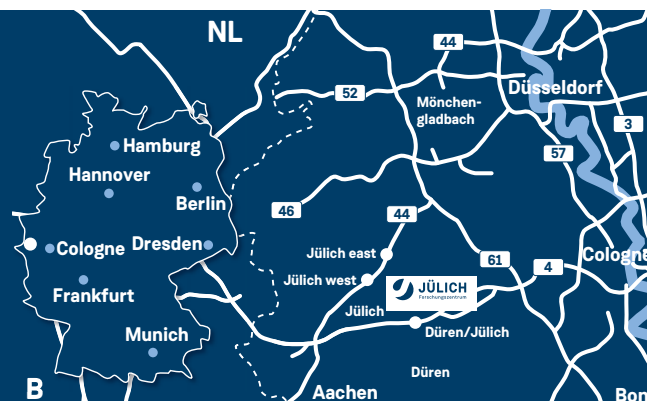 NL
44
Düsseldorf
52
Mönchen-
gladbach
3
Hamburg
57
Hannover
Berlin
46
44
Cologne
Dresden
Jülich east
61
4
Cologne
Jülich west
JÜLICH
Forschungszentrum
Frankfurt
Jülich
Düren/Jülich
Munich
Düren
B
Aachen
Bon